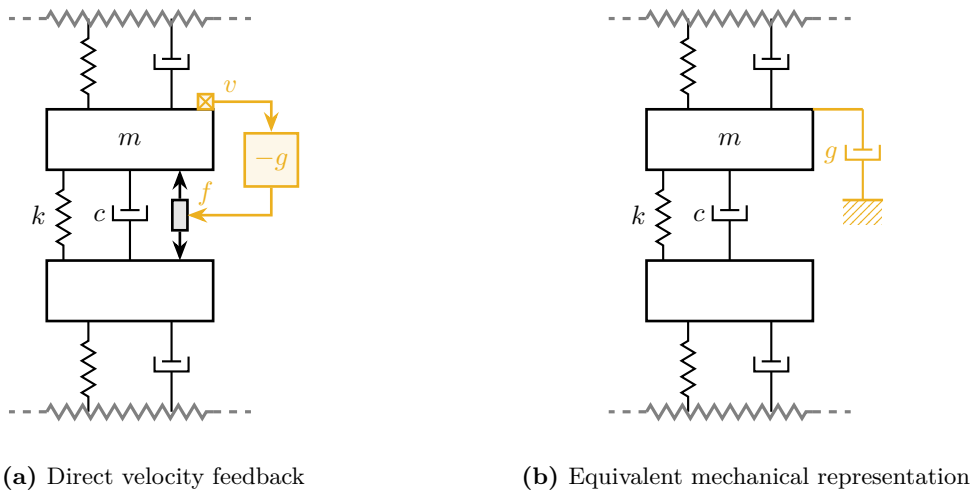 v
m
−g
f
k
c
m
g
k
c
(a) Direct velocity feedback
(b) Equivalent mechanical representation